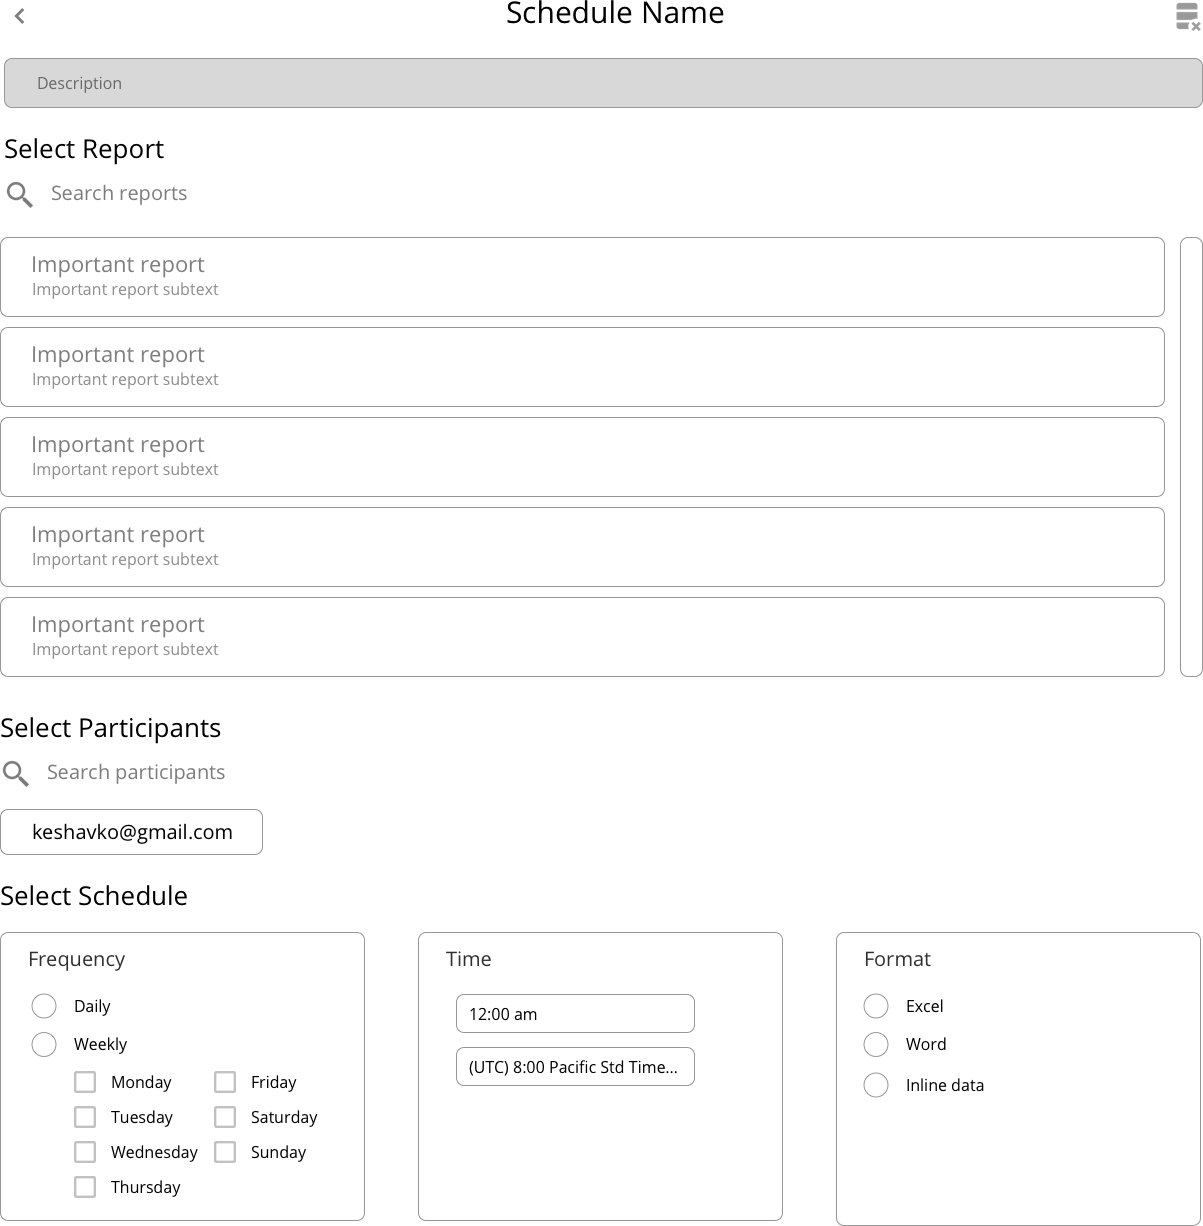 Schedule Name
Description
Select Report
Search reports
Important report
Important report subtext
Important report
Important report subtext
Important report
Important report subtext
Important report
Important report subtext
Important report
Important report subtext
Select Participants
Search participants
keshavko@gmail.com
Select Schedule
Frequency
Daily
Weekly
Monday
Friday
Tuesday
Saturday
Wednesday
Sunday
Thursday
Time
12:00 am
(UTC) 8:00 Pacific Std Time...
Format
Excel
Word
Inline data